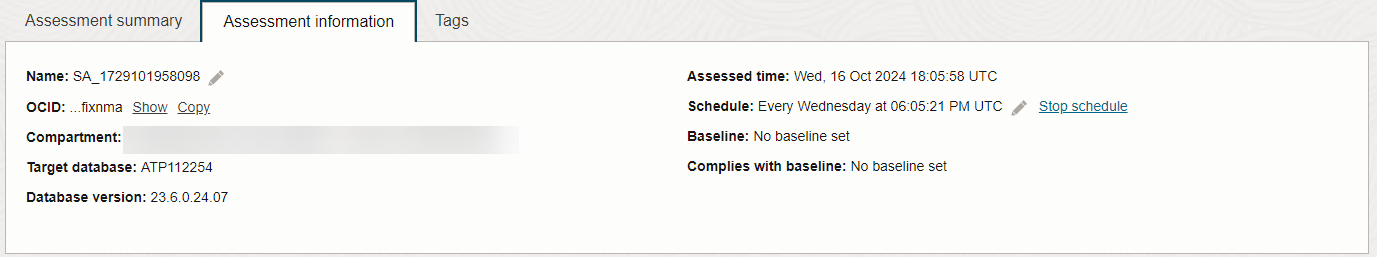 Assessment summary Assessment information Tags
Name: SA_1729101958098
OCID: ...fixnma Show Copy
Compartment:
Target database: ATP112254
Database version: 23.6.0.24.07
Assessed time: Wed, 16 Oct 2024 18:05:58 UTC
Schedule: Every Wednesday at 06:05:21 PM UTC Stop schedule
Baseline: No baseline set
Complies with baseline: No baseline set